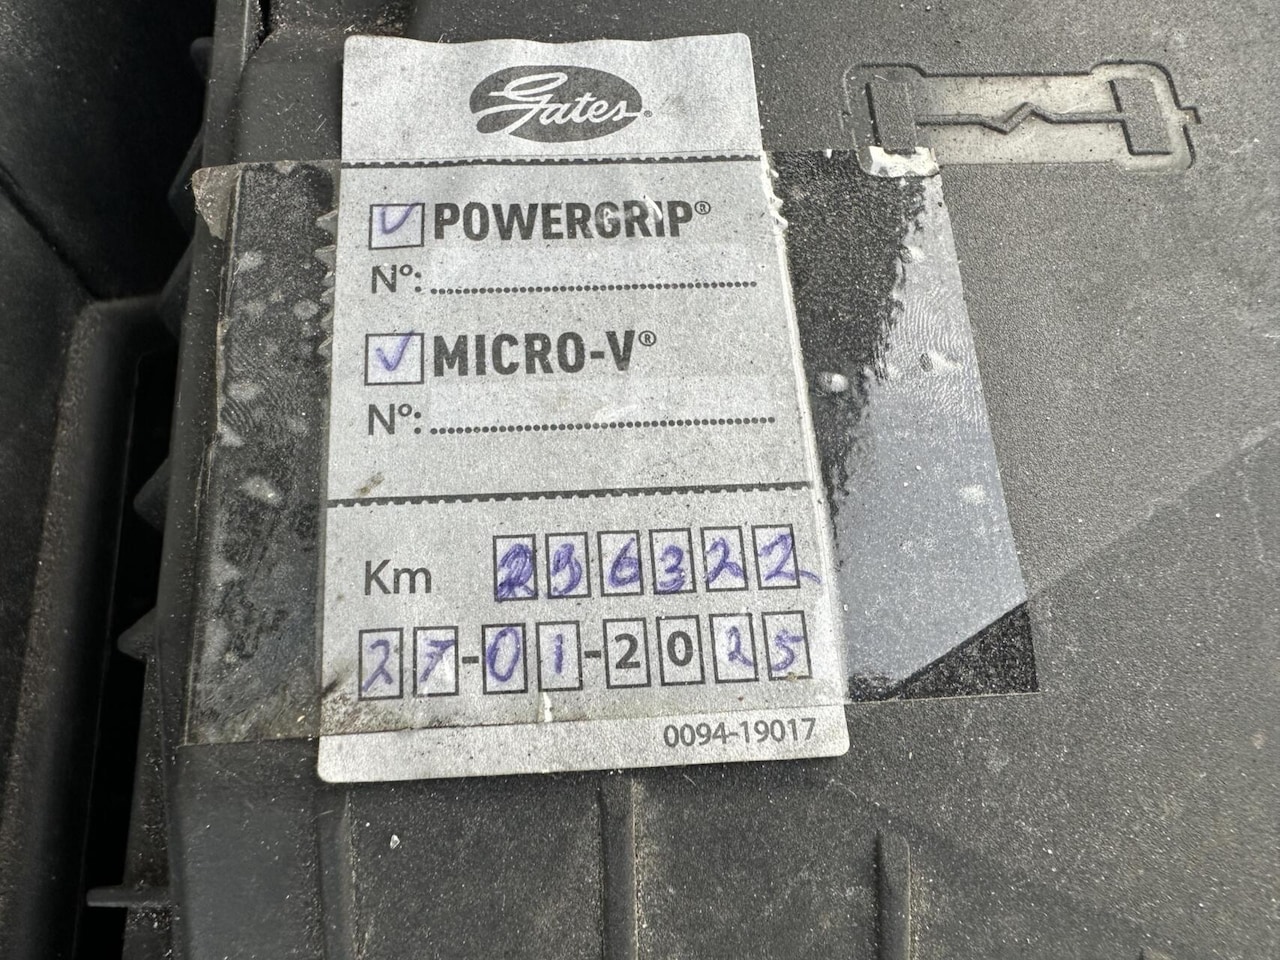 Gates®
POWERGRIP®
Nº:
MICRO-V®
Nº:
Km 296322
27-01-2025
0094-19017